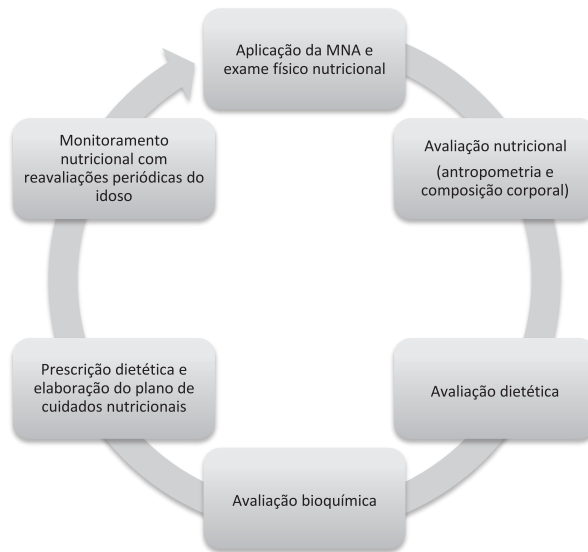 Aplicação da MNA e
exame físico nutricional
Avaliação nutricional
(antropometria e
composição corporal)
Avaliação dietética
Avaliação bioquímica
Prescrição dietética e
elaboração do plano de
cuidados nutricionais
Monitoramento
nutricional com
reavaliações periódicas do
idoso